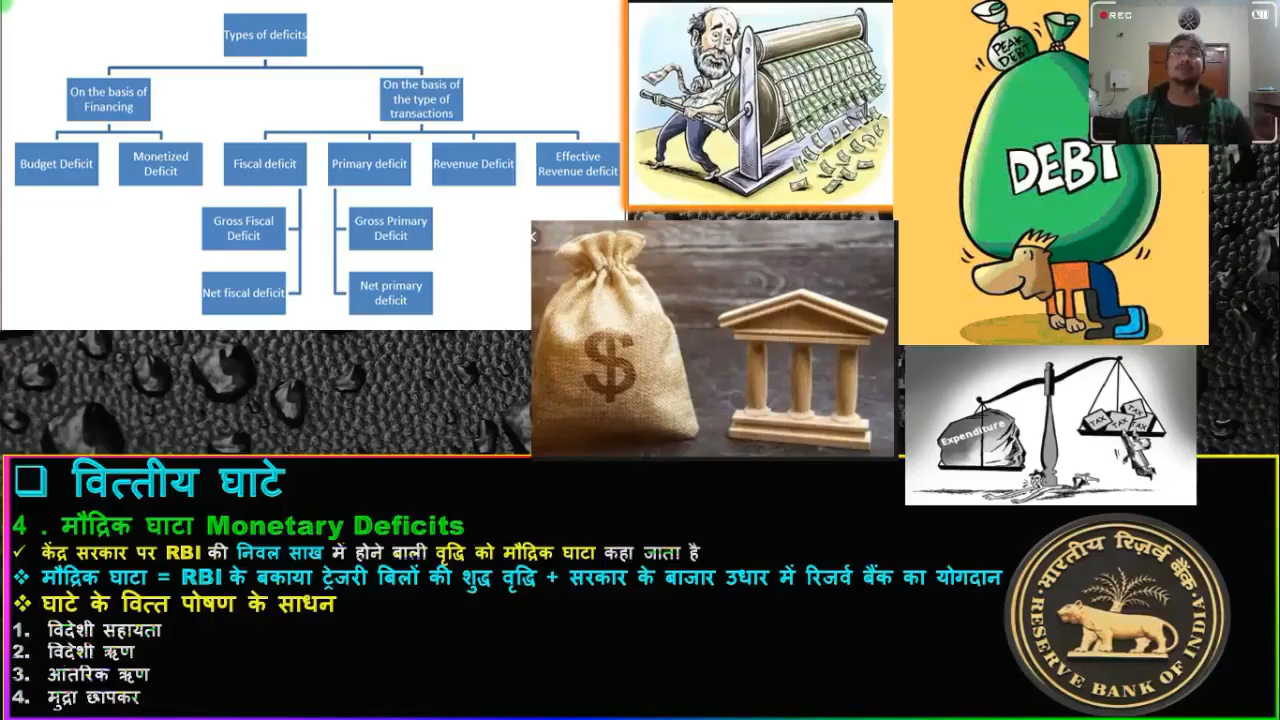 Types of deficits
On the basis of
Financing
On the basis of
the type of
transactions
Budget Deficit
Monetized
Deficit
Fiscal deficit
Primary deficit
Revenue Deficit
Effective
Revenue deficit
Gross Fiscal
Deficit
Gross Primary
Deficit
Net fiscal deficit
Net primary
deficit
PEAK
DEBT
DEBT
REC
$
Expenditure
TAX
TAX
TAX
TAX
❑ वित्तीय घाटे
4 . मौद्रिक घाटा Monetary Deficits
✓ केंद्र सरकार पर RBI की निवल साख में होने बाली वृद्धि को मौद्रिक घाटा कहा जाता है
❖ मौद्रिक घाटा = RBI के बकाया ट्रेजरी बिलों की शुद्ध वृद्धि + सरकार के बाजार उधार में रिजर्व बैंक का योगदान
❖ घाटे के वित्त पोषण के साधन
1. विदेशी सहायता
2. विदेशी ऋण
3. आंतरिक ऋण
4. मुद्रा छापकर
भारतीय रिज़र्व बैंक
RESERVE BANK OF INDIA